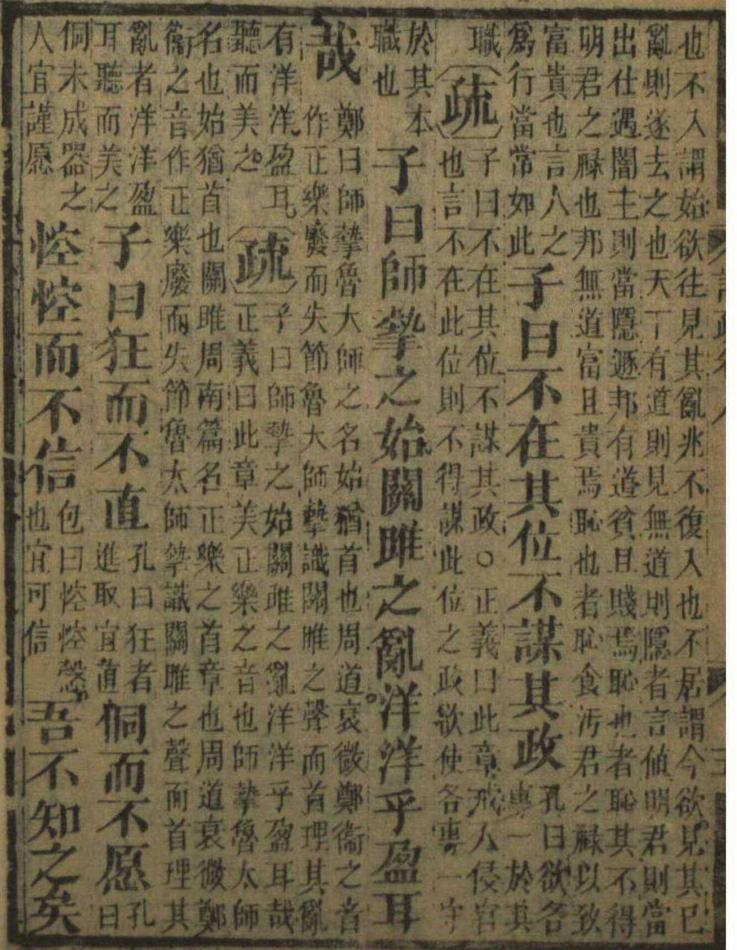 也不入謂始欲往見其亂兆不復入也不居謂今欲見其已
亂則遂去之也天下有道則見無道則隱者言值明君則當
出仕遇闇主則當隱遯邦有道貧且賤焉恥也者恥其不得
明君之祿也邦無道富且貴焉恥也者恥食汚君之祿以致
富貴也言人之
爲行當常如此
子曰不在其位不謀其政
孔曰欲各
專一於其
職
疏
子曰不在其位不謀其政○正義曰此章戒人侵官
也言不在此位則不得謀此位之政欲使各專一守
於其本
職也
子曰師摯之始關雎之亂洋洋乎盈耳
哉
鄭曰師摯魯大師之名始猶首也周道衰微鄭衞之音
作正樂廢而失節魯大師摯識關雎之聲而首理其亂
有洋洋盈耳
聽而美之
疏
子曰師摯之始關雎之亂洋洋乎盈耳哉
正義曰此章美正樂之音也師摯魯大師
名也始猶首也關雎周南篇名正樂之首章也周道衰微鄭
衞之音作正樂廢而失節魯太師摯識關雎之聲而首理其
亂者洋洋盈
耳聽而美之
子曰狂而不直
孔曰狂者
進取宜直
侗而不愿
孔
曰
侗未成器之
人宜謹愿
悾悾而不信
包曰悾悾慤
也宜可信
吾不知之矣